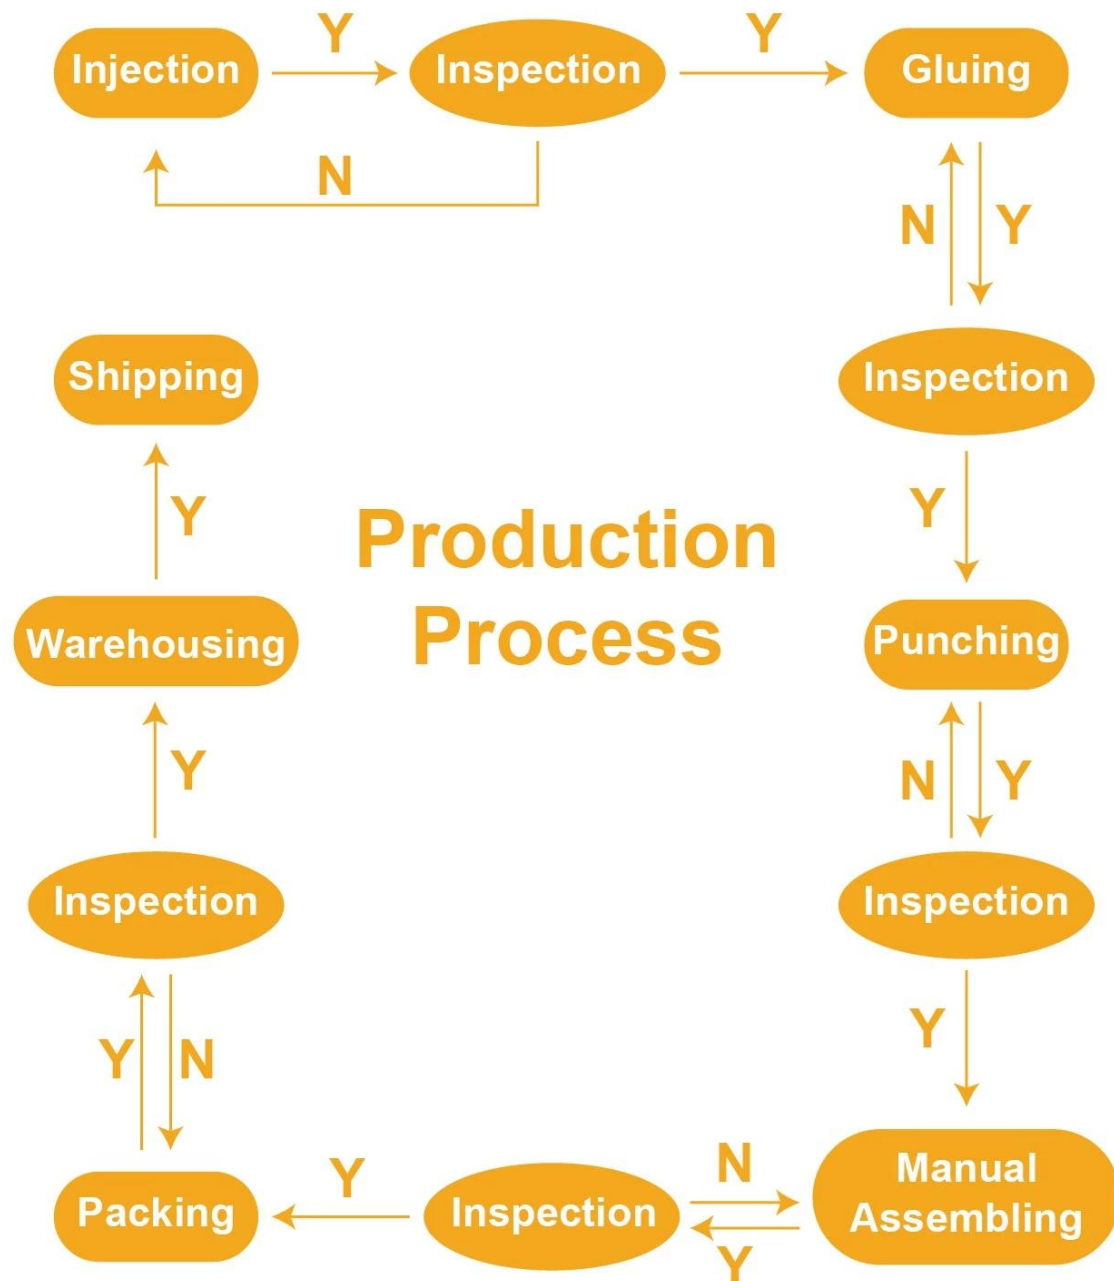 Injection
Y
Inspection
Y
Gluing
N
N
Y
Inspection
Y
Punching
N
Y
Inspection
Y
Manual
Assembling
N
Y
Inspection
Y
Packing
Y
N
Inspection
Y
Warehousing
Y
Shipping
Production
Process